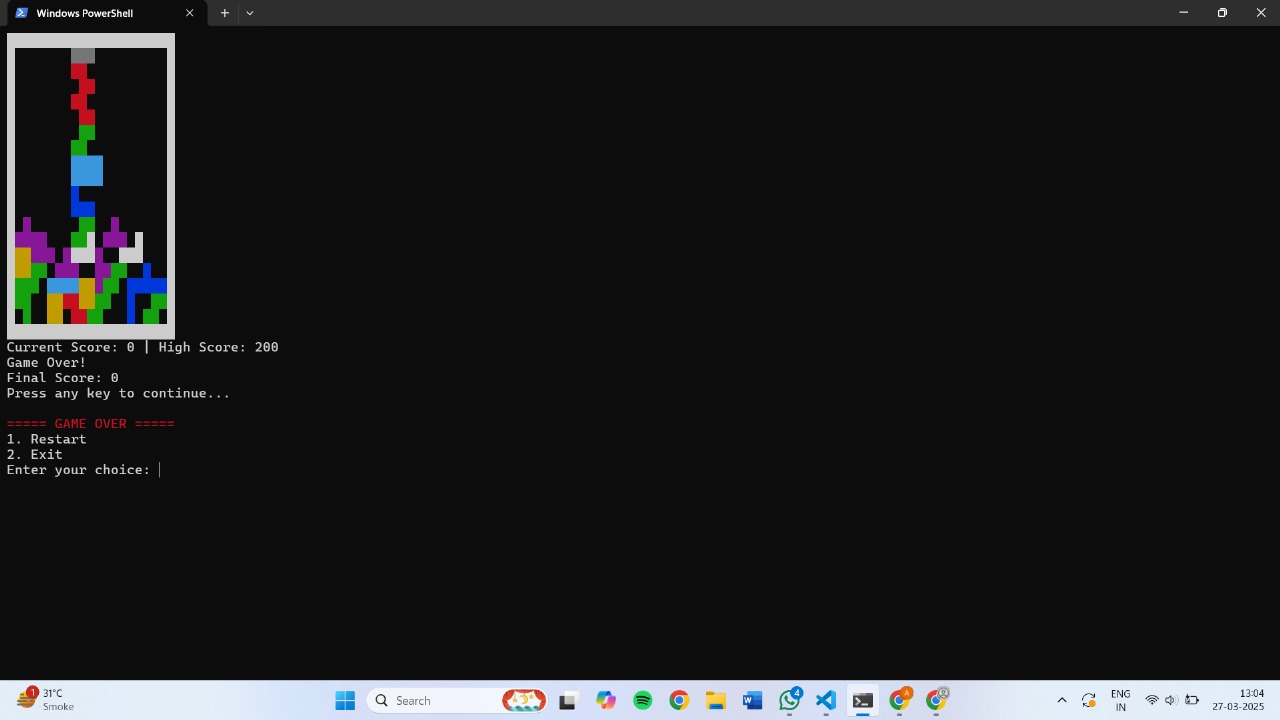 Windows PowerShell
Current Score: 0 | High Score: 200
Game Over!
Final Score: 0
Press any key to continue...
===== GAME OVER =====
1. Restart
2. Exit
Enter your choice:
1
31°C
Smoke
Search
4
A
ENG
IN
13:04
27-03-2025